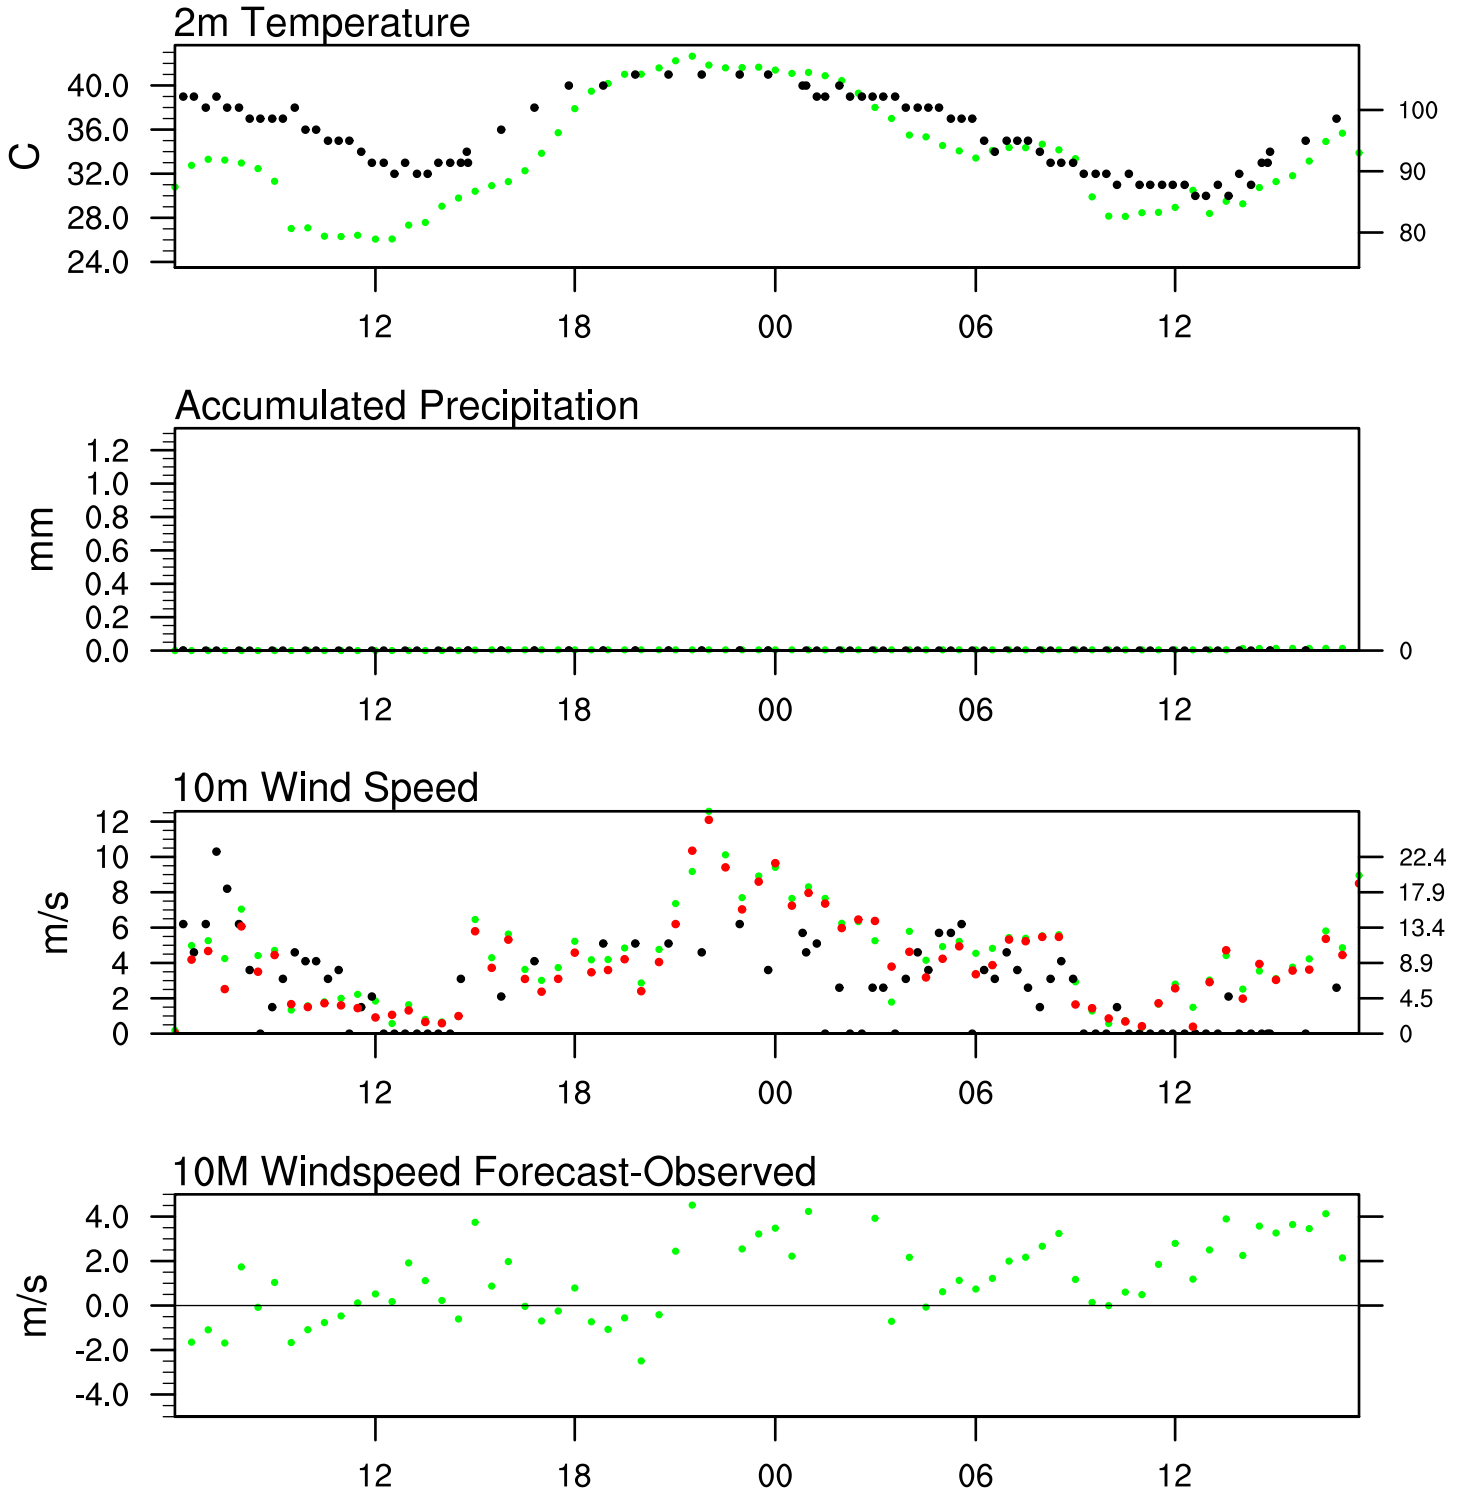 2m Temperature
40.0
36.0
32.0
28.0
24.0
C
100
90
80
12 18 00 06 12
Accumulated Precipitation
1.2
1.0
0.8
0.6
0.4
0.2
0.0
mm
0
12 18 00 06 12
10m Wind Speed
12
10
8
6
4
2
0
m/s
22.4
17.9
13.4
8.9
4.5
0
12 18 00 06 12
10M Windspeed Forecast-Observed
4.0
2.0
0.0
-2.0
-4.0
m/s
12 18 00 06 12